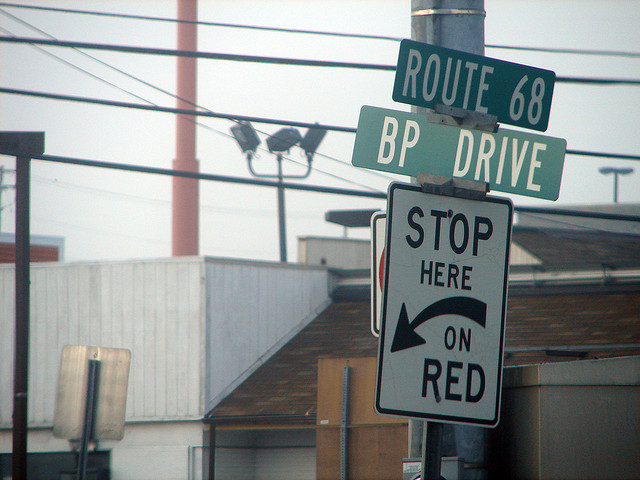 ROUTE 68
BP DRIVE
STOP
HERE
ON
RED